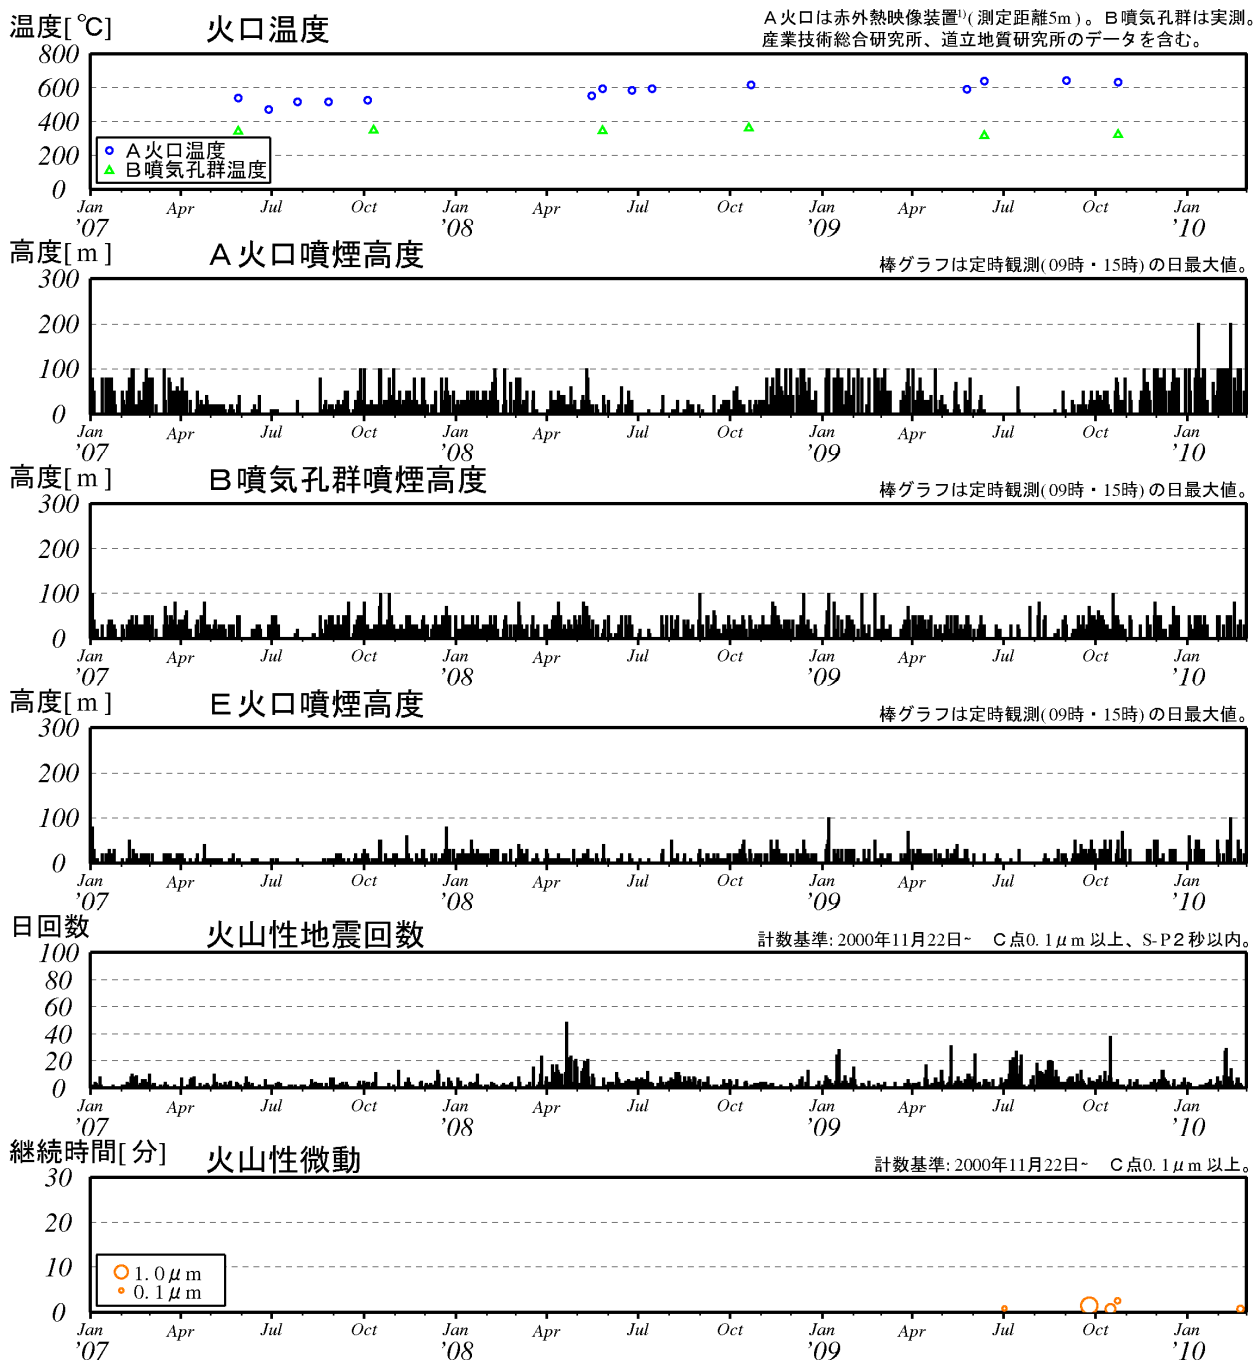 温度[℃] 火口温度
A火口は赤外熱映像装置¹⁾(測定距離5m)。B噴気孔群は実測。
産業技術総合研究所、道立地質研究所のデータを含む。
800
600
400
200
0
A火口温度
B噴気孔群温度
Jan Apr Jul Oct Jan Apr Jul Oct Jan Apr Jul Oct Jan
'07 '08 '09 '10
高度[m] A火口噴煙高度 棒グラフは定時観測(09時・15時)の日最大値。
300
200
100
0
Jan Apr Jul Oct Jan Apr Jul Oct Jan Apr Jul Oct Jan
'07 '08 '09 '10
高度[m] B噴気孔群噴煙高度 棒グラフは定時観測(09時・15時)の日最大値。
300
200
100
0
Jan Apr Jul Oct Jan Apr Jul Oct Jan Apr Jul Oct Jan
'07 '08 '09 '10
高度[m] E火口噴煙高度 棒グラフは定時観測(09時・15時)の日最大値。
300
200
100
0
Jan Apr Jul Oct Jan Apr Jul Oct Jan Apr Jul Oct Jan
'07 '08 '09 '10
日回数 火山性地震回数 計数基準: 2000年11月22日~ C点0.1μm以上、S-P2秒以内。
100
80
60
40
20
0
Jan Apr Jul Oct Jan Apr Jul Oct Jan Apr Jul Oct Jan
'07 '08 '09 '10
継続時間[分] 火山性微動 計数基準: 2000年11月22日~ C点0.1μm以上。
30
20
10
0
1.0μm
0.1μm
Jan Apr Jul Oct Jan Apr Jul Oct Jan Apr Jul Oct Jan
'07 '08 '09 '10